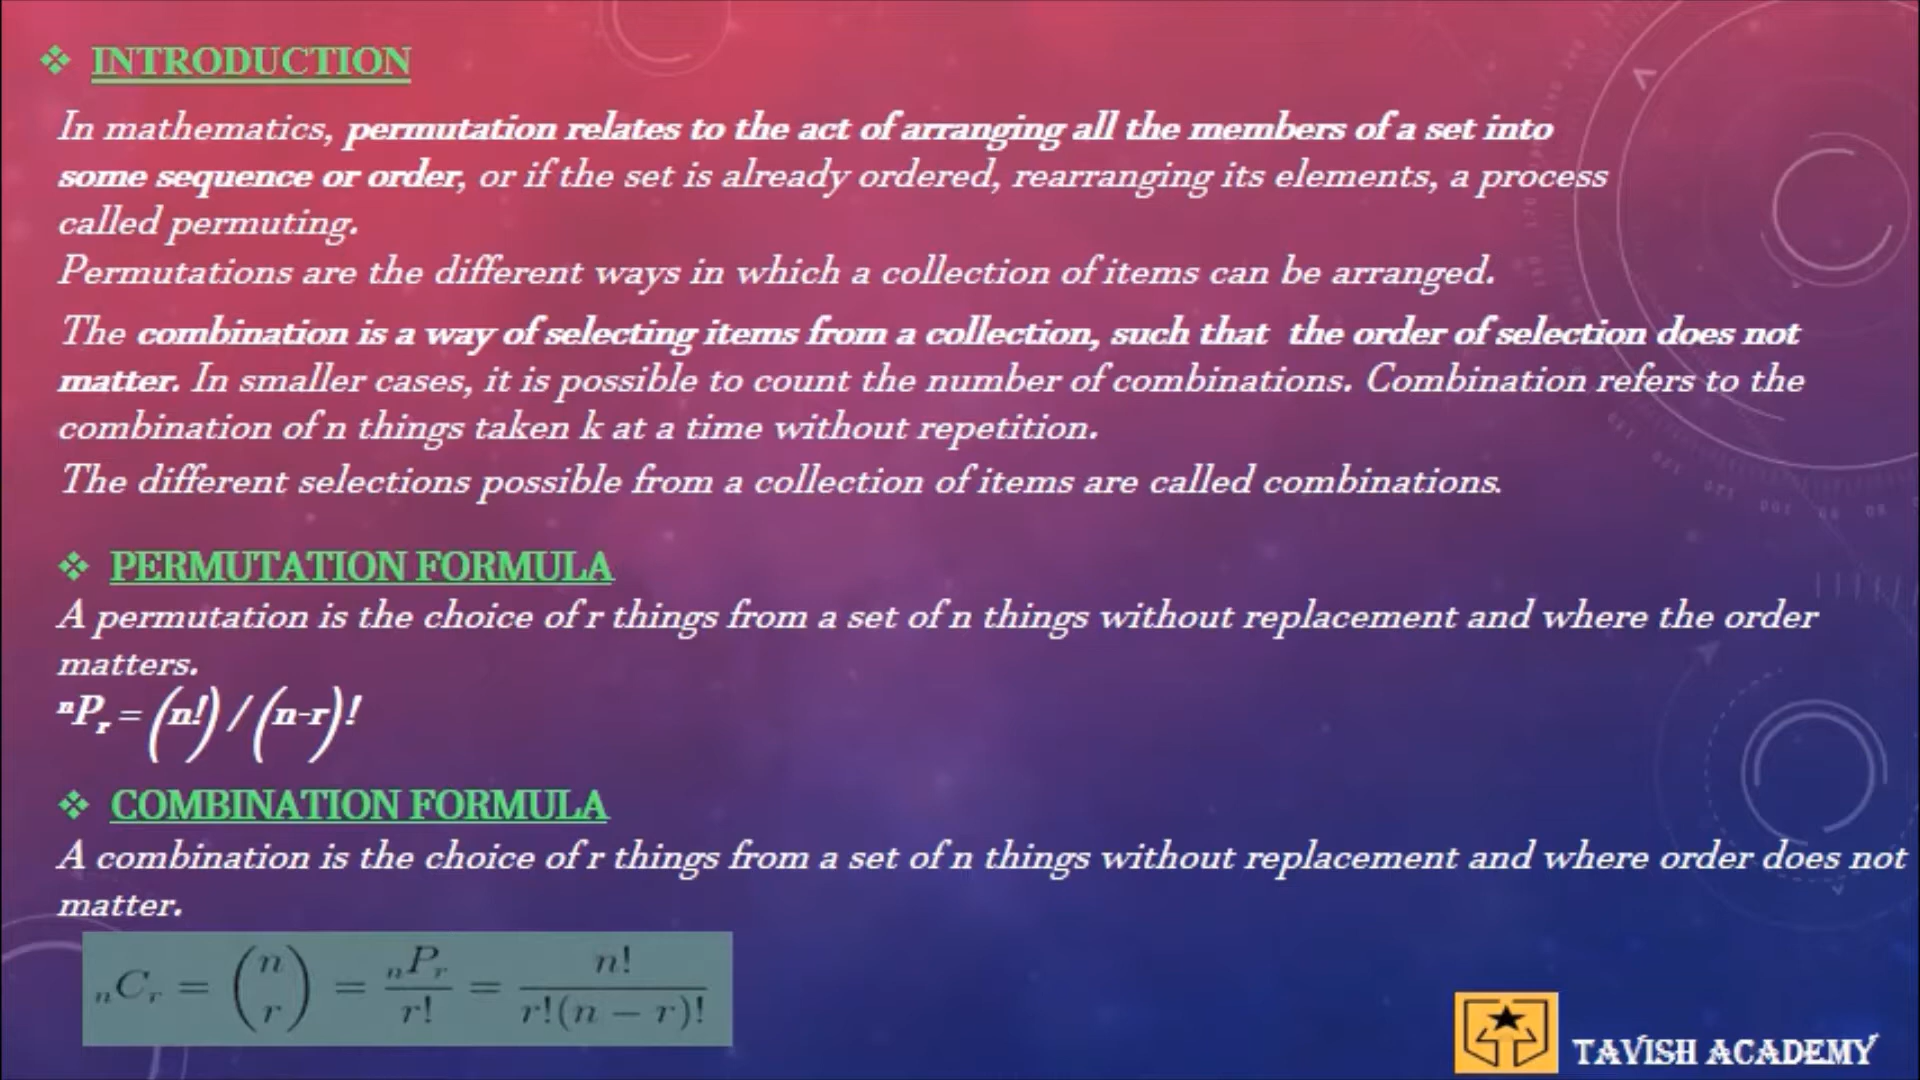 ❖ INTRODUCTION
In mathematics, permutation relates to the act of arranging all the members of a set into
some sequence or order, or if the set is already ordered, rearranging its elements, a process
called permuting.
Permutations are the different ways in which a collection of items can be arranged.
The combination is a way of selecting items from a collection, such that the order of selection does not
matter. In smaller cases, it is possible to count the number of combinations. Combination refers to the
combination of n things taken k at a time without repetition.
The different selections possible from a collection of items are called combinations.
❖ PERMUTATION FORMULA
A permutation is the choice of r things from a set of n things without replacement and where the order
matters.
ⁿPᵣ = (n!) / (n-r)!
❖ COMBINATION FORMULA
A combination is the choice of r things from a set of n things without replacement and where order does not
matter.
ₙCᵣ = (n r) = ₙPᵣ / r! = n! / r!(n − r)!
TAVISH ACADEMY